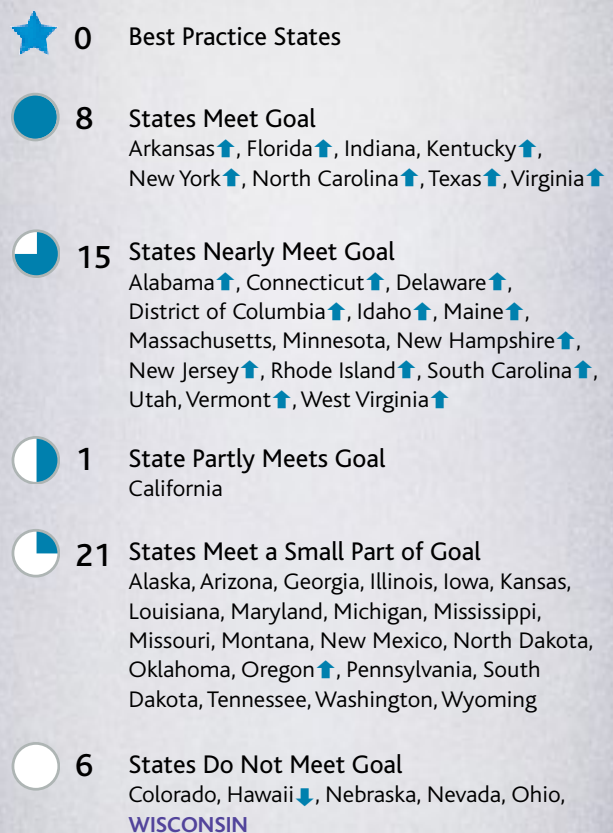 0 Best Practice States
8 States Meet Goal
Arkansas⬆, Florida⬆, Indiana, Kentucky⬆,
New York⬆, North Carolina⬆, Texas⬆, Virginia⬆
15 States Nearly Meet Goal
Alabama⬆, Connecticut⬆, Delaware⬆,
District of Columbia⬆, Idaho⬆, Maine⬆,
Massachusetts, Minnesota, New Hampshire⬆,
New Jersey⬆, Rhode Island⬆, South Carolina⬆,
Utah, Vermont⬆, West Virginia⬆
1 State Partly Meets Goal
California
21 States Meet a Small Part of Goal
Alaska, Arizona, Georgia, Illinois, Iowa, Kansas,
Louisiana, Maryland, Michigan, Mississippi,
Missouri, Montana, New Mexico, North Dakota,
Oklahoma, Oregon⬆, Pennsylvania, South
Dakota, Tennessee, Washington, Wyoming
6 States Do Not Meet Goal
Colorado, Hawaii⬇, Nebraska, Nevada, Ohio,
WISCONSIN